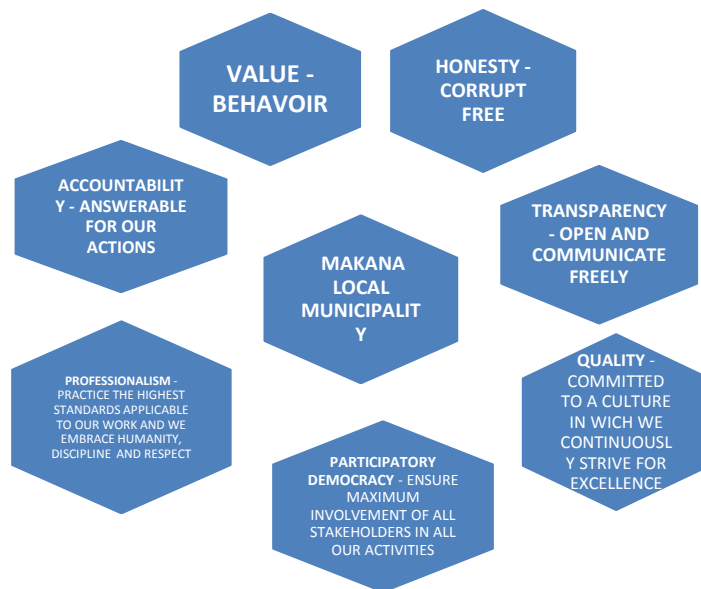 VALUE -
BEHAVOIR
HONESTY -
CORRUPT
FREE
ACCOUNTABILIT
Y - ANSWERABLE
FOR OUR
ACTIONS
TRANSPARENCY
- OPEN AND
COMMUNICATE
FREELY
MAKANA
LOCAL
MUNICIPALIT
Y
PROFESSIONALISM -
PRACTICE THE HIGHEST
STANDARDS APPLICABLE
TO OUR WORK AND WE
EMBRACE HUMANITY,
DISCIPLINE AND RESPECT
QUALITY -
COMMITTED
TO A CULTURE
IN WICH WE
CONTINUOUSL
Y STRIVE FOR
EXCELLENCE
PARTICIPATORY
DEMOCRACY - ENSURE
MAXIMUM
INVOLVEMENT OF ALL
STAKEHOLDERS IN ALL
OUR ACTIVITIES